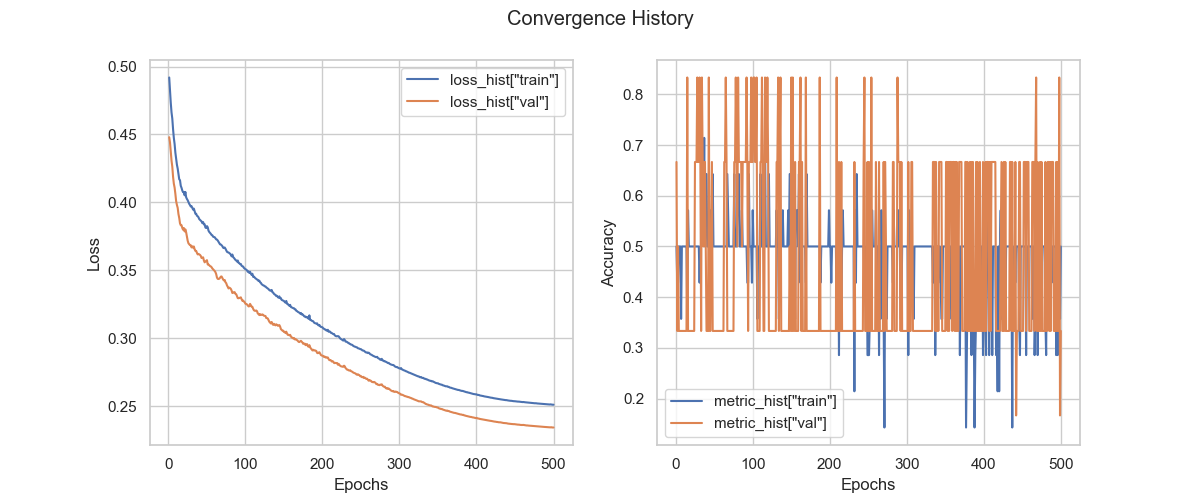 Convergence History
0.50
0.45
0.40
0.35
0.30
0.25
Loss
0 100 200 300 400 500
Epochs
loss_hist["train"]
loss_hist["val"]
0.8
0.7
0.6
0.5
0.4
0.3
0.2
Accuracy
metric_hist["train"]
metric_hist["val"]
0 100 200 300 400 500
Epochs